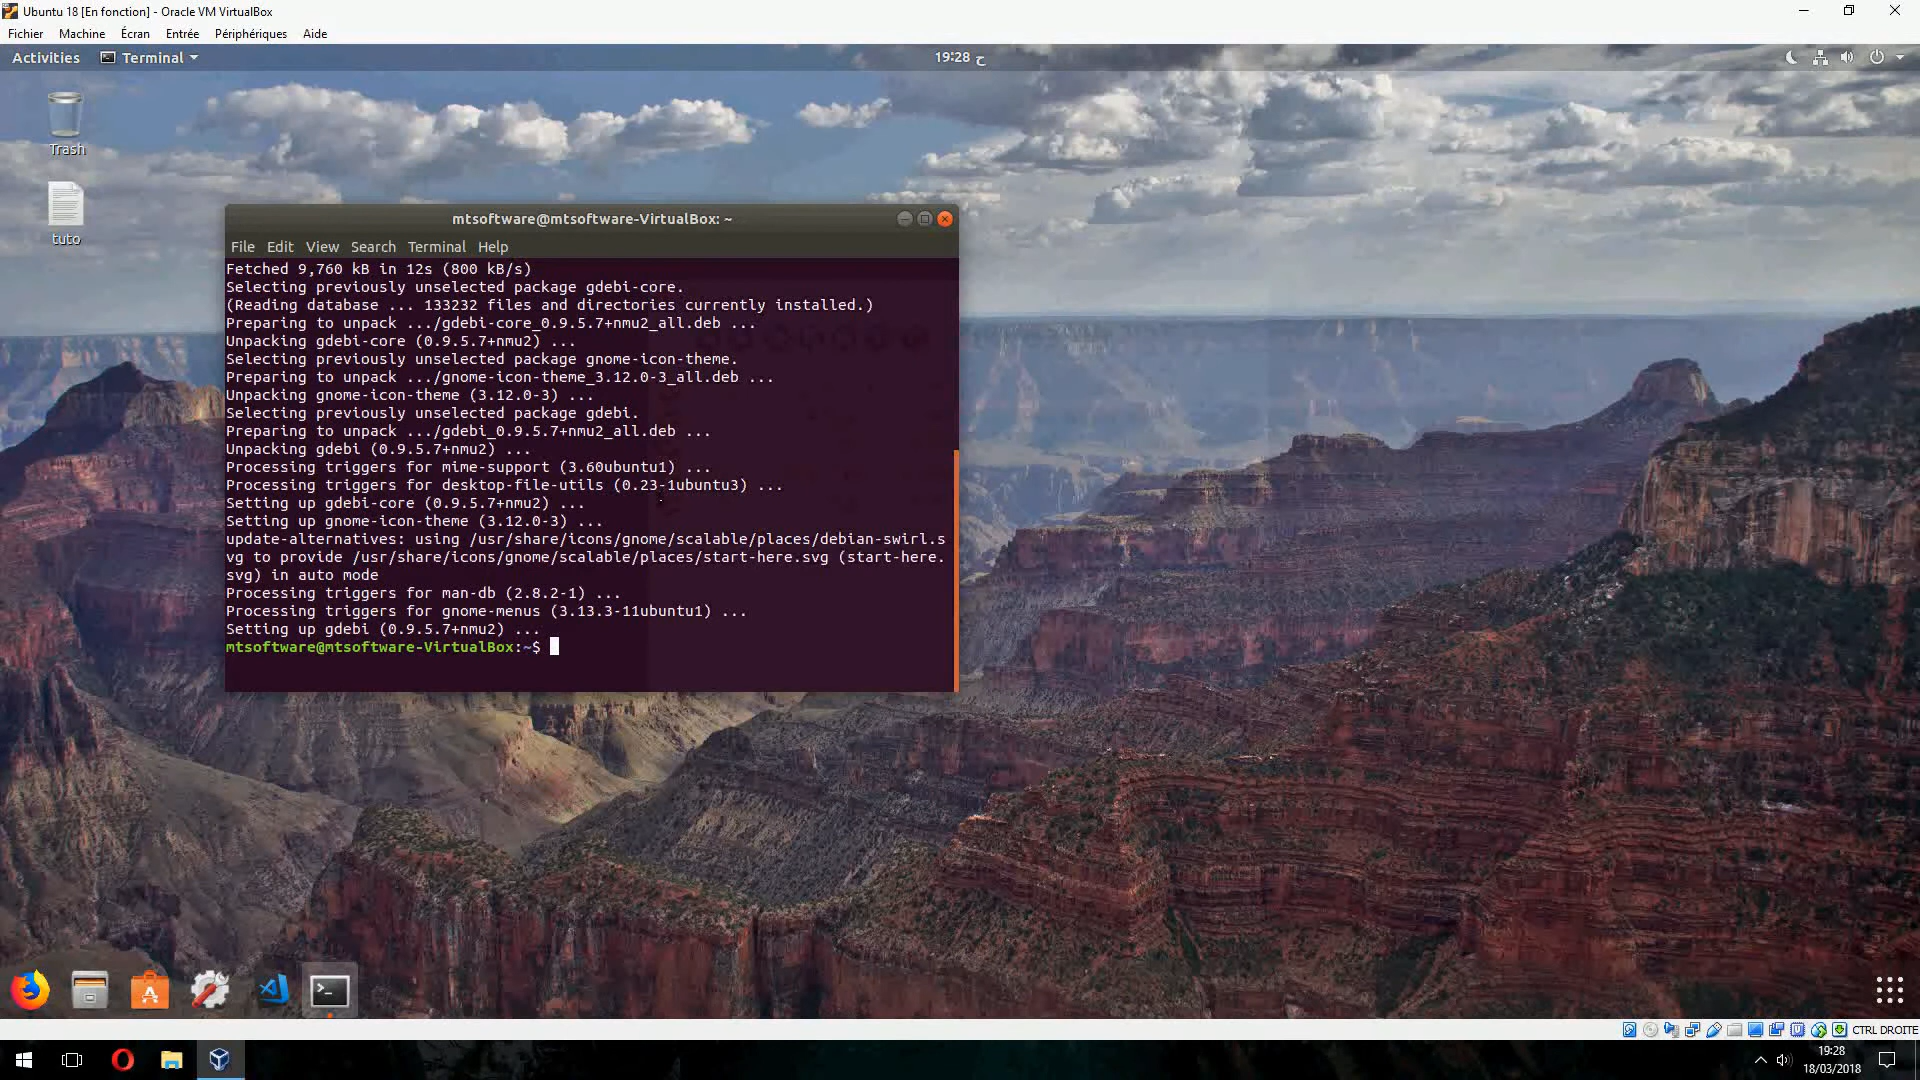 Ubuntu 18 [En fonction] - Oracle VM VirtualBox
Fichier Machine Écran Entrée Périphériques Aide
Activities Terminal 19:28 ح
Trash
tuto
mtsoftware@mtsoftware-VirtualBox: ~
File Edit View Search Terminal Help
Fetched 9,760 kB in 12s (800 kB/s)
Selecting previously unselected package gdebi-core.
(Reading database ... 133232 files and directories currently installed.)
Preparing to unpack .../gdebi-core_0.9.5.7+nmu2_all.deb ...
Unpacking gdebi-core (0.9.5.7+nmu2) ...
Selecting previously unselected package gnome-icon-theme.
Preparing to unpack .../gnome-icon-theme_3.12.0-3_all.deb ...
Unpacking gnome-icon-theme (3.12.0-3) ...
Selecting previously unselected package gdebi.
Preparing to unpack .../gdebi_0.9.5.7+nmu2_all.deb ...
Unpacking gdebi (0.9.5.7+nmu2) ...
Processing triggers for mime-support (3.60ubuntu1) ...
Processing triggers for desktop-file-utils (0.23-1ubuntu3) ...
Setting up gdebi-core (0.9.5.7+nmu2) ...
Setting up gnome-icon-theme (3.12.0-3) ...
update-alternatives: using /usr/share/icons/gnome/scalable/places/debian-swirl.s
vg to provide /usr/share/icons/gnome/scalable/places/start-here.svg (start-here.
svg) in auto mode
Processing triggers for man-db (2.8.2-1) ...
Processing triggers for gnome-menus (3.13.3-11ubuntu1) ...
Setting up gdebi (0.9.5.7+nmu2) ...
mtsoftware@mtsoftware-VirtualBox:~$
CTRL DROITE
19:28
18/03/2018